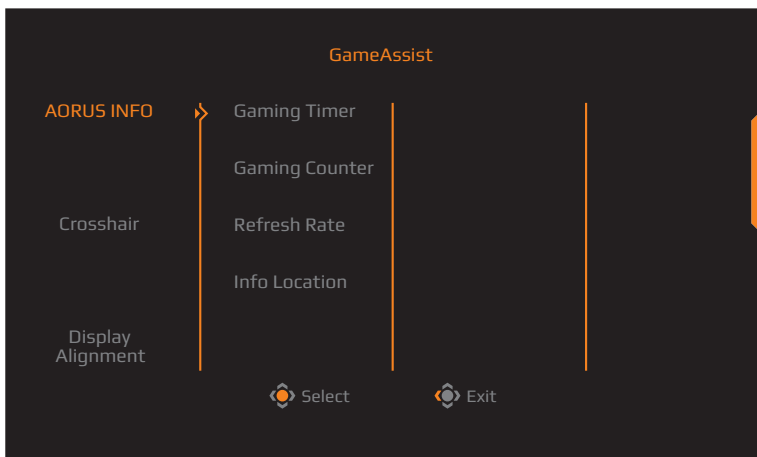 GameAssist
AORUS INFO
Gaming Timer
Gaming Counter
Crosshair
Refresh Rate
Info Location
Display
Alignment
Select
Exit